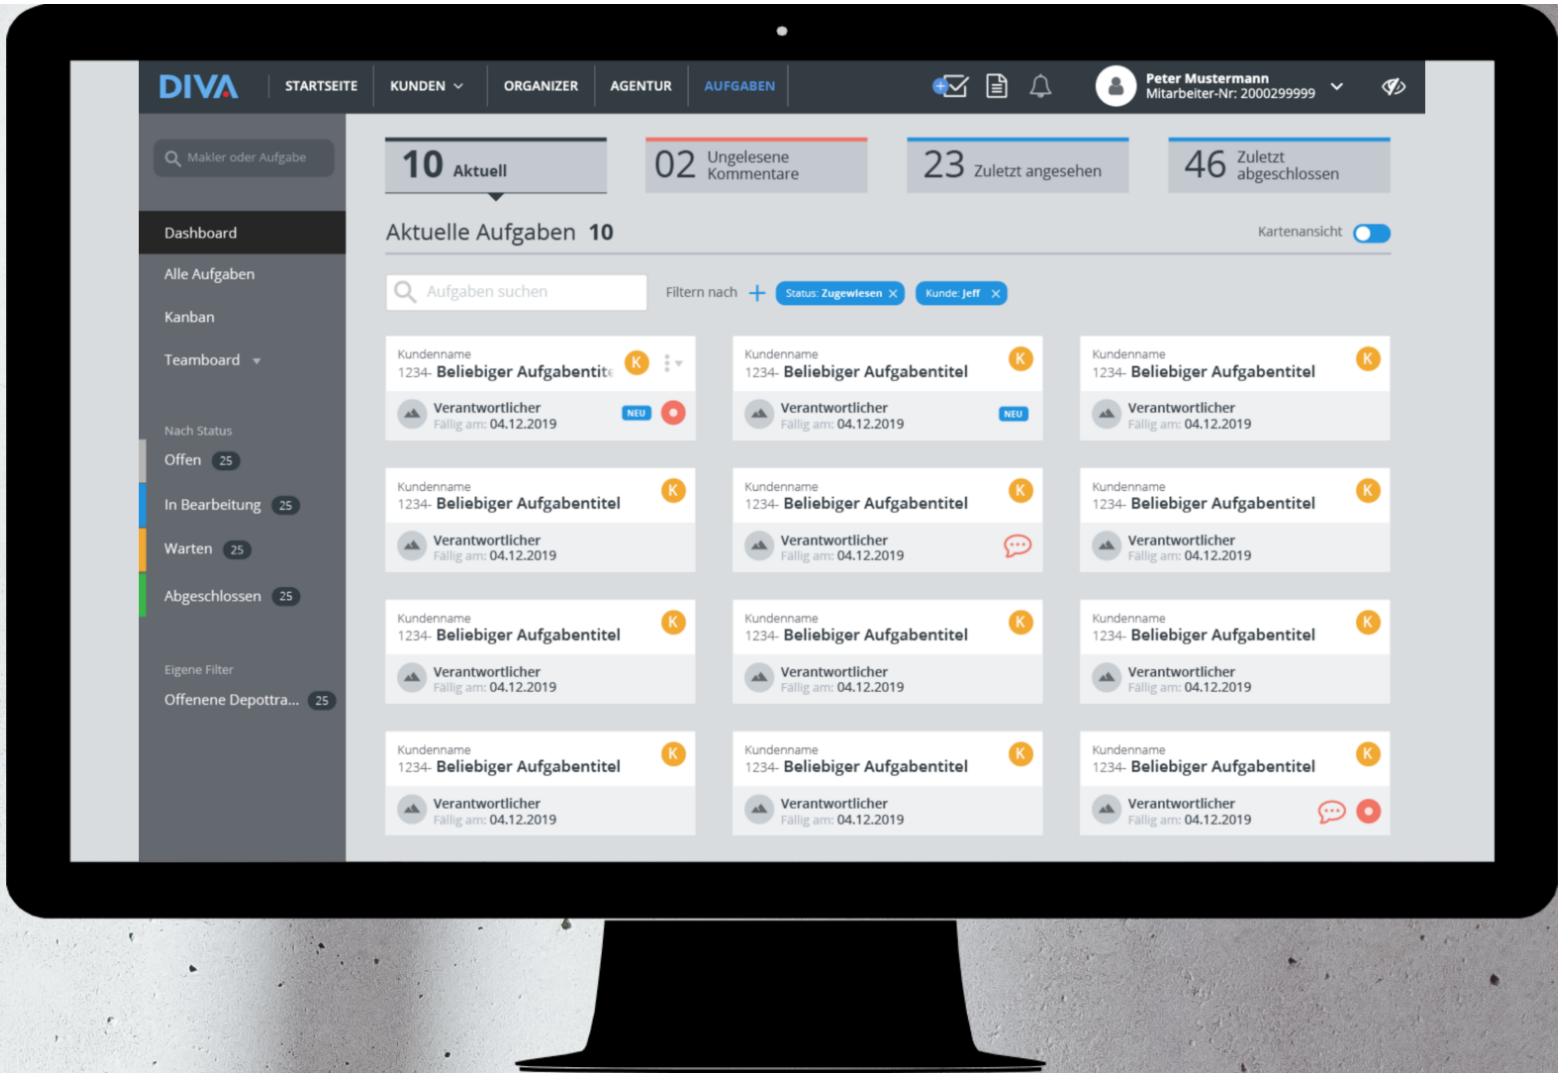 DIVA
STARTSEITE
KUNDEN
ORGANIZER
AGENTUR
AUFGABEN
Peter Mustermann
Mitarbeiter-Nr: 2000299999
Makler oder Aufgabe
10 Aktuell
02 Ungelesene
Kommentare
23 Zuletzt angesehen
46 Zuletzt
abgeschlossen
Dashboard
Alle Aufgaben
Kanban
Teamboard
Nach Status
Offen 25
In Bearbeitung 25
Warten 25
Abgeschlossen 25
Eigene Filter
Offenene Depottra... 25
Aktuelle Aufgaben 10
Kartenansicht
Aufgaben suchen
Filtern nach
Status: Zugewiesen
Kunde: Jeff
Kundenname
1234- Beliebiger Aufgabentite
K
Verantwortlicher
Fällig am: 04.12.2019
NEU
Kundenname
1234- Beliebiger Aufgabentitel
K
Verantwortlicher
Fällig am: 04.12.2019
NEU
Kundenname
1234- Beliebiger Aufgabentitel
K
Verantwortlicher
Fällig am: 04.12.2019
Kundenname
1234- Beliebiger Aufgabentitel
K
Verantwortlicher
Fällig am: 04.12.2019
Kundenname
1234- Beliebiger Aufgabentitel
K
Verantwortlicher
Fällig am: 04.12.2019
Kundenname
1234- Beliebiger Aufgabentitel
K
Verantwortlicher
Fällig am: 04.12.2019
Kundenname
1234- Beliebiger Aufgabentitel
K
Verantwortlicher
Fällig am: 04.12.2019
Kundenname
1234- Beliebiger Aufgabentitel
K
Verantwortlicher
Fällig am: 04.12.2019
Kundenname
1234- Beliebiger Aufgabentitel
K
Verantwortlicher
Fällig am: 04.12.2019
Kundenname
1234- Beliebiger Aufgabentitel
K
Verantwortlicher
Fällig am: 04.12.2019
Kundenname
1234- Beliebiger Aufgabentitel
K
Verantwortlicher
Fällig am: 04.12.2019
Kundenname
1234- Beliebiger Aufgabentitel
K
Verantwortlicher
Fällig am: 04.12.2019